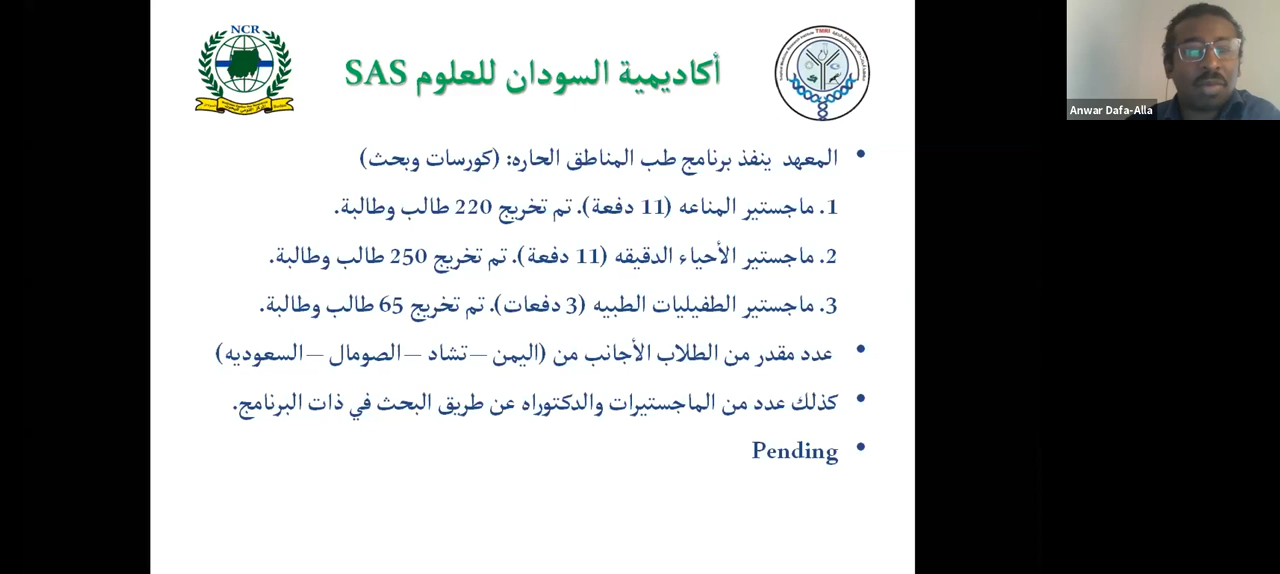 NCR
TMRI
أكاديمية السودان للعلوم SAS
Anwar Dafa-Alla
• المعهد ينفذ برنامج طب المناطق الحاره: (كورسات وبحث)
1. ماجستير المناعه (11 دفعة). تم تخريج 220 طالب وطالبة.
2. ماجستير الأحياء الدقيقه (11 دفعة). تم تخريج 250 طالب وطالبة.
3. ماجستير الطفيليات الطبيه (3 دفعات). تم تخريج 65 طالب وطالبة.
• عدد مقدر من الطلاب الأجانب من (اليمن – تشاد – الصومال – السعوديه)
• كذلك عدد من الماجستيرات والدكتوراه عن طريق البحث في ذات البرنامج.
• Pending